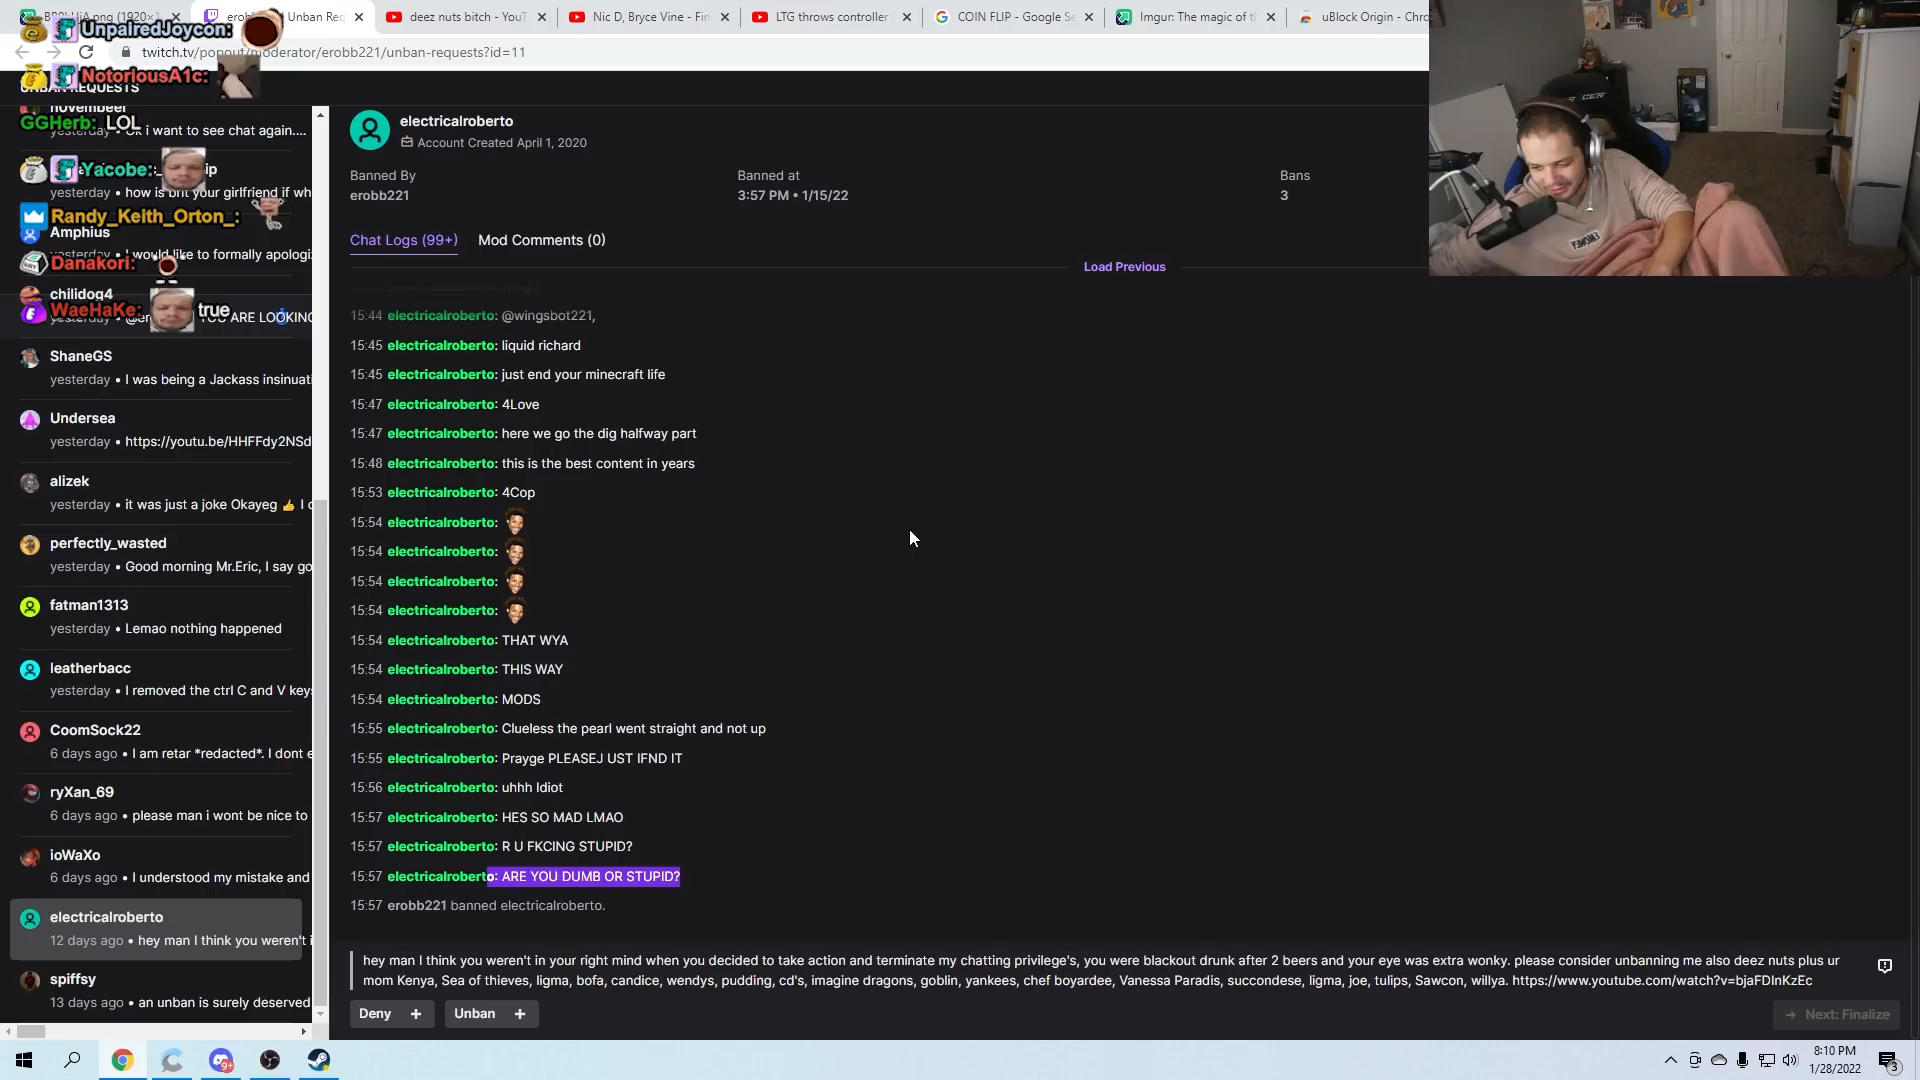 erobb221 Unban Req
deez nuts bitch - YouT
Nic D, Bryce Vine - Fin
LTG throws controller
COIN FLIP - Google Se
Imgur: The magic of t
uBlock Origin - Chro
twitch.tv/popout/moderator/erobb221/unban-requests?id=11
UnpairedJoycon:
NotoriousA1c:
UNBAN REQUESTS
novembeer
GGHerb: LOL
yesterday • Ok i want to see chat again....
Yacobe:
yesterday • how is brit your girlfriend if wh
Randy_Keith_Orton_:
Amphius
yesterday • I would like to formally apologi
Danakori:
chilidog4
WaeHaKe: true
yesterday • YOU ARE LOOKING
ShaneGS
yesterday • I was being a Jackass insinuati
Undersea
yesterday • https://youtu.be/HHFFdy2NSd
alizek
yesterday • it was just a joke Okayeg 👍 I c
perfectly_wasted
yesterday • Good morning Mr.Eric, I say go
fatman1313
yesterday • Lemao nothing happened
leatherbacc
yesterday • I removed the ctrl C and V keys
CoomSock22
6 days ago • I am retar *redacted*. I dont e
ryXan_69
6 days ago • please man i wont be nice to
ioWaXo
6 days ago • I understood my mistake and
electricalroberto
12 days ago • hey man I think you weren't i
spiffsy
13 days ago • an unban is surely deserved
electricalroberto
Account Created April 1, 2020
Banned By
erobb221
Banned at
3:57 PM • 1/15/22
Bans
3
Chat Logs (99+)
Mod Comments (0)
Load Previous
15:44 electricalroberto: @wingsbot221,
15:45 electricalroberto: liquid richard
15:45 electricalroberto: just end your minecraft life
15:47 electricalroberto: 4Love
15:47 electricalroberto: here we go the dig halfway part
15:48 electricalroberto: this is the best content in years
15:53 electricalroberto: 4Cop
15:54 electricalroberto:
15:54 electricalroberto:
15:54 electricalroberto:
15:54 electricalroberto:
15:54 electricalroberto: THAT WYA
15:54 electricalroberto: THIS WAY
15:54 electricalroberto: MODS
15:55 electricalroberto: Clueless the pearl went straight and not up
15:55 electricalroberto: Prayge PLEASEJ UST IFND IT
15:56 electricalroberto: uhhh Idiot
15:57 electricalroberto: HES SO MAD LMAO
15:57 electricalroberto: R U FKCING STUPID?
15:57 electricalroberto: ARE YOU DUMB OR STUPID?
15:57 erobb221 banned electricalroberto.
hey man I think you weren't in your right mind when you decided to take action and terminate my chatting privilege's, you were blackout drunk after 2 beers and your eye was extra wonky. please consider unbanning me also deez nuts plus ur
mom Kenya, Sea of thieves, ligma, bofa, candice, wendys, pudding, cd's, imagine dragons, goblin, yankees, chef boyardee, Vanessa Paradis, succondese, ligma, joe, tulips, Sawcon, willya. https://www.youtube.com/watch?v=bjaFDInKzEc
Deny +
Unban +
Next: Finalize
9+
8:10 PM
1/28/2022
3